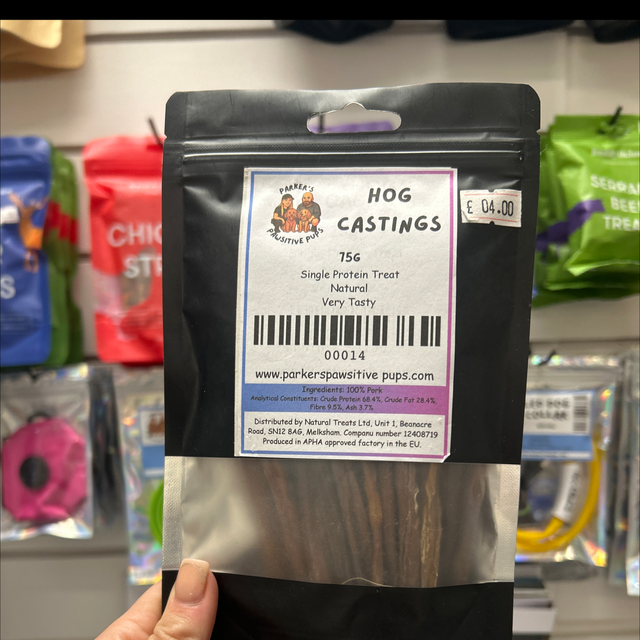 PARKER'S
PAWSITIVE PUPS
HOG
CASTINGS
£ 04.00
75G
Single Protein Treat
Natural
Very Tasty
00014
www.parkerspawsitive pups.com
Ingredients: 100% Pork
Analytical Constituents: Crude Protein 68.4%, Crude Fat 28.4%,
Fibre 9.5%, Ash 3.7%
Distributed by Natural Treats Ltd, Unit 1, Beanacre
Road, SN12 8AG, Melksham. Companu number 12408719
Produced in APHA approved factory in the EU.
CHIC
STR
S
BEE
TREA
COLLAR